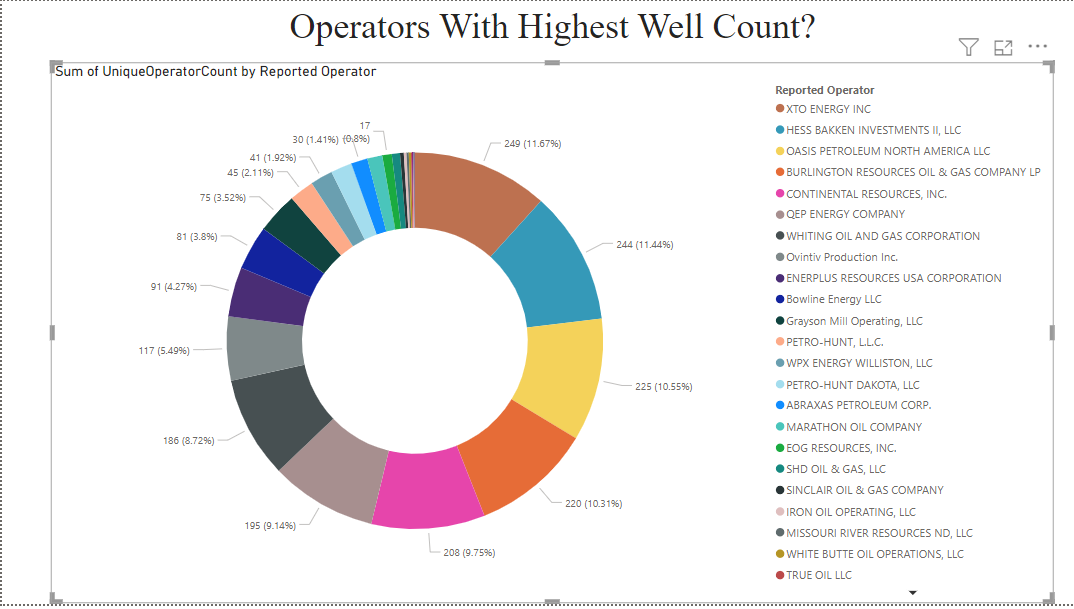 Operators With Highest Well Count?
Sum of UniqueOperatorCount by Reported Operator
17
30 (1.41%)
(0.8%)
249 (11.67%)
41 (1.92%)
45 (2.11%)
75 (3.52%)
81 (3.8%)
244 (11.44%)
91 (4.27%)
117 (5.49%)
225 (10.55%)
186 (8.72%)
220 (10.31%)
195 (9.14%)
208 (9.75%)
Reported Operator
XTO ENERGY INC
HESS BAKKEN INVESTMENTS II, LLC
OASIS PETROLEUM NORTH AMERICA LLC
BURLINGTON RESOURCES OIL & GAS COMPANY LP
CONTINENTAL RESOURCES, INC.
QEP ENERGY COMPANY
WHITING OIL AND GAS CORPORATION
Ovintiv Production Inc.
ENERPLUS RESOURCES USA CORPORATION
Bowline Energy LLC
Grayson Mill Operating, LLC
PETRO-HUNT, L.L.C.
WPX ENERGY WILLISTON, LLC
PETRO-HUNT DAKOTA, LLC
ABRAXAS PETROLEUM CORP.
MARATHON OIL COMPANY
EOG RESOURCES, INC.
SHD OIL & GAS, LLC
SINCLAIR OIL & GAS COMPANY
IRON OIL OPERATING, LLC
MISSOURI RIVER RESOURCES ND, LLC
WHITE BUTTE OIL OPERATIONS, LLC
TRUE OIL LLC